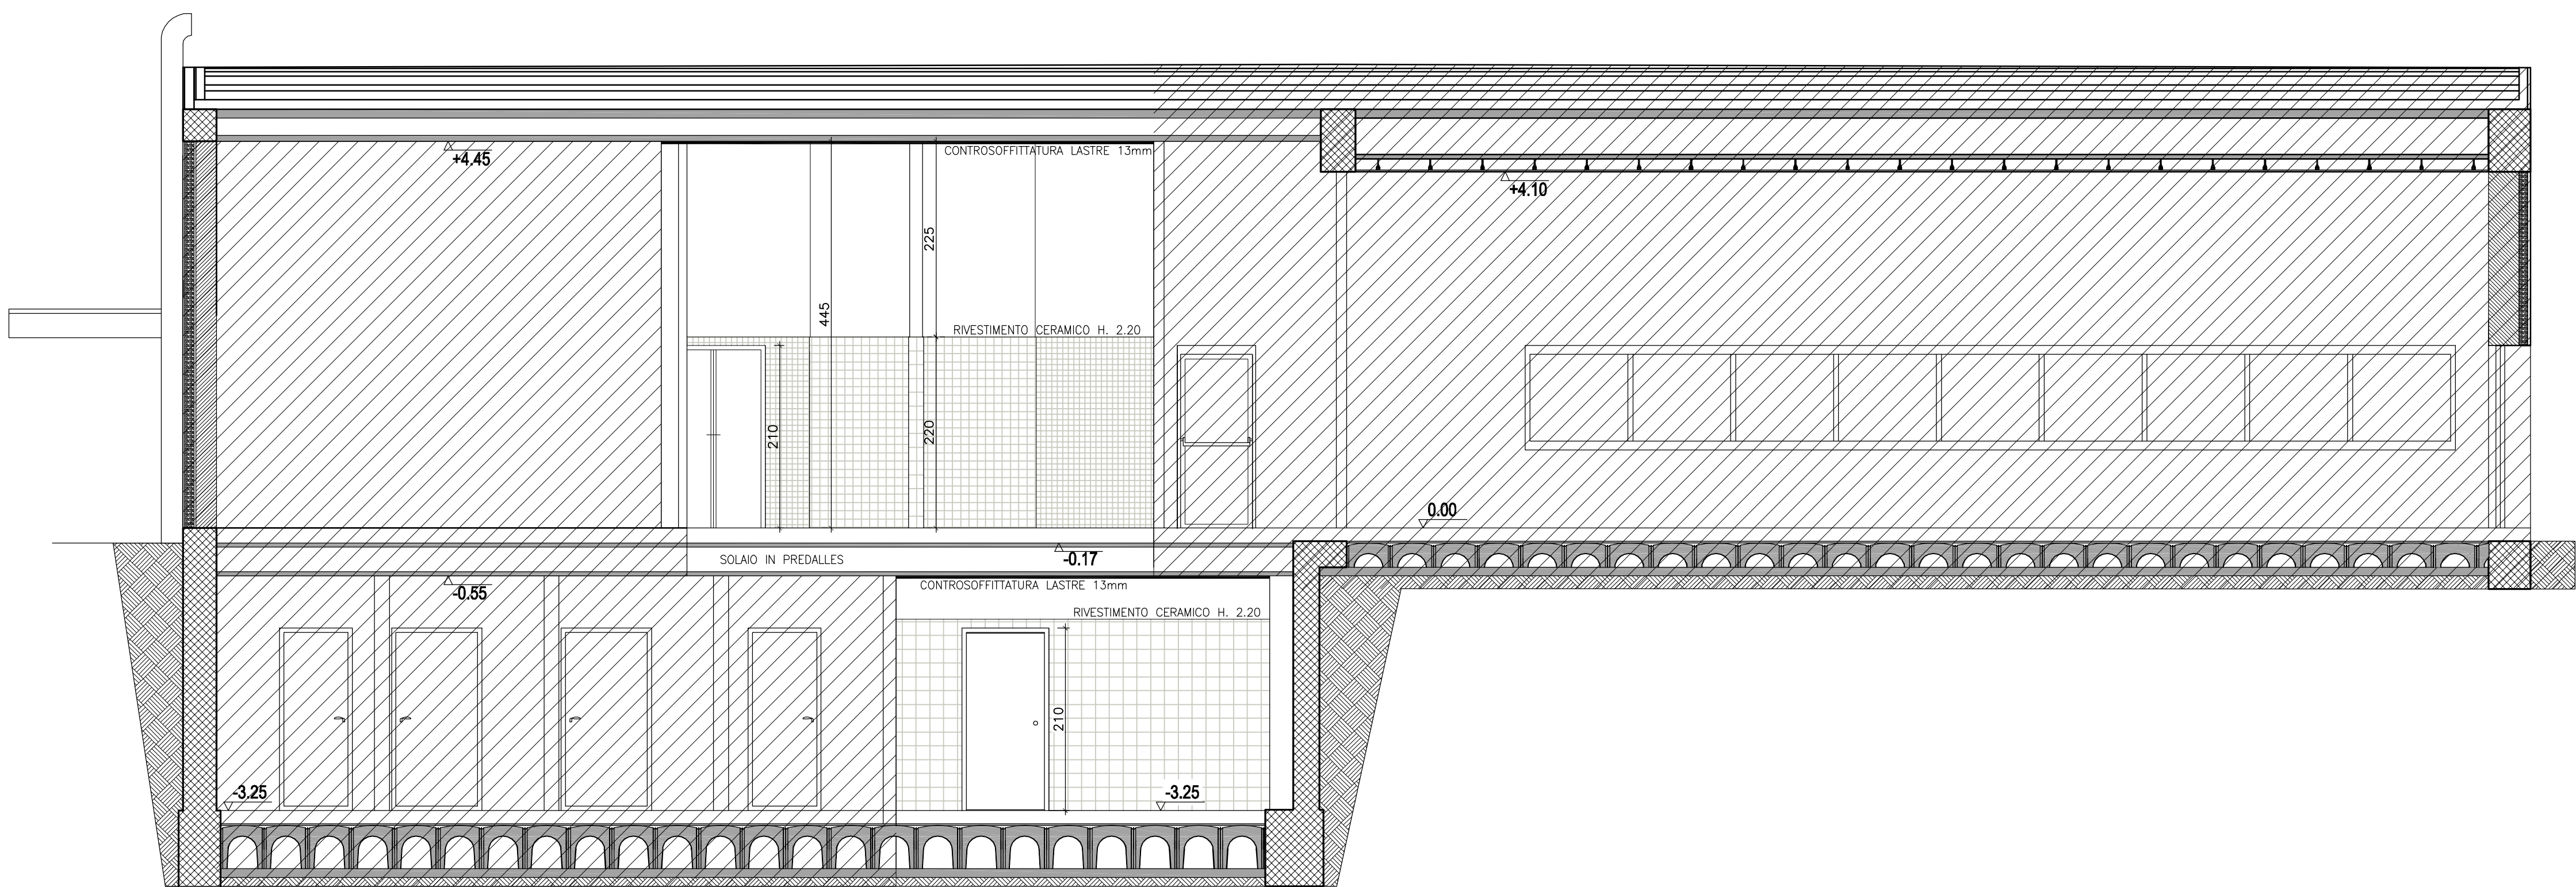 CONTROSOFFITTATURA LASTRE 13mm
+4.45
+4.10
225
445
RIVESTIMENTO CERAMICO H. 2.20
210
220
0.00
SOLAIO IN PREDALLES
-0.17
-0.55
CONTROSOFFITTATURA LASTRE 13mm
RIVESTIMENTO CERAMICO H. 2.20
210
-3.25
-3.25